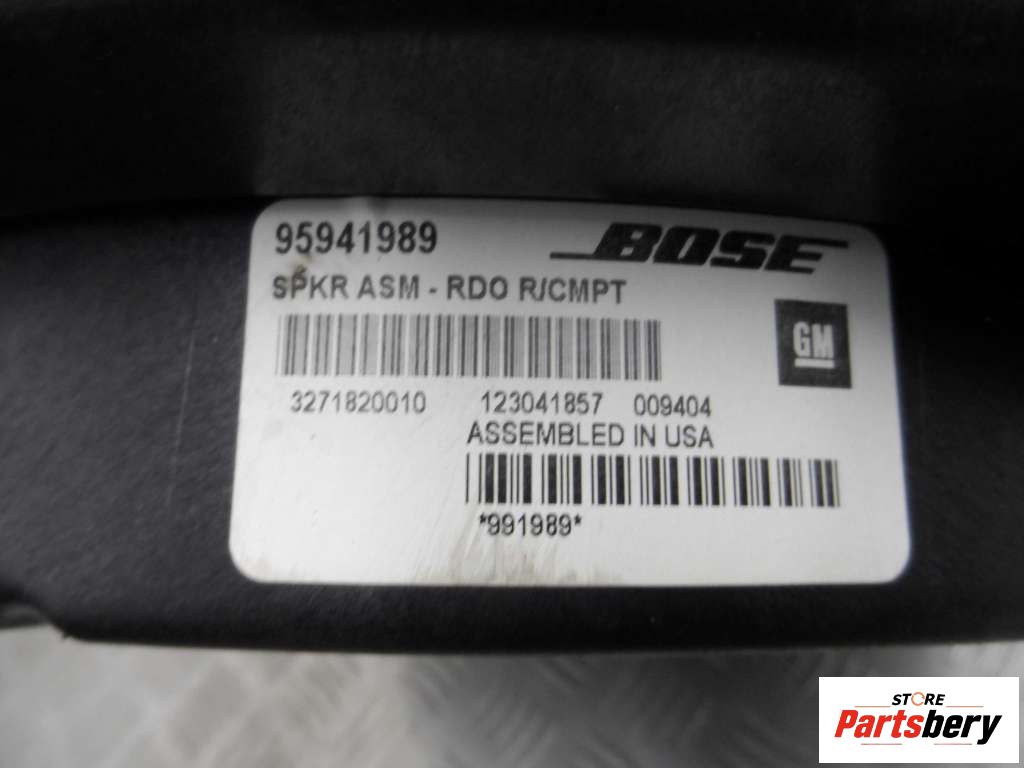 95941989 BOSE
SPKR ASM - RDO R/CMPT
GM
3271820010 123041857 009404
ASSEMBLED IN USA
*991989*
STORE
Partsbery